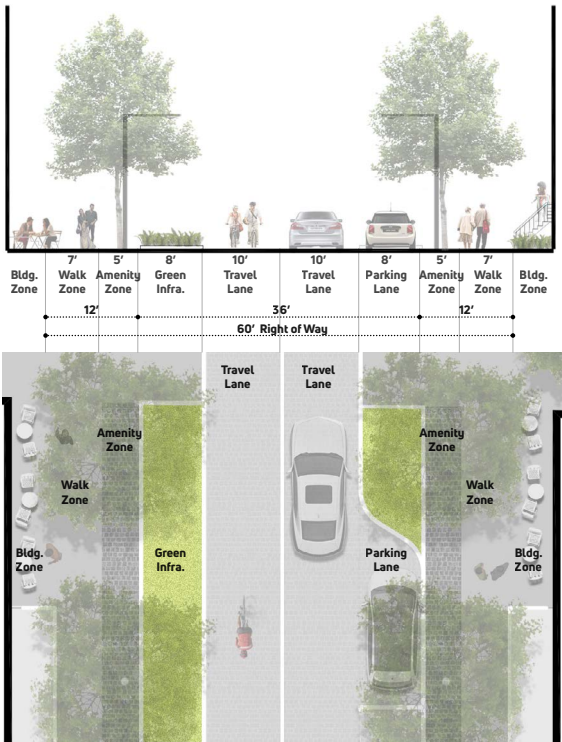 7’ 5’ 8’ 10’ 10’ 8’ 5’ 7’
Bldg. Walk Amenity Green Travel Travel Parking Amenity Walk Bldg.
Zone Zone Zone Infra. Lane Lane Lane Zone Zone Zone
12’ 36’ 12’
60’ Right of Way
Travel Travel
Lane Lane
Amenity Amenity
Zone Zone
Walk Walk
Zone Zone
Bldg. Green Parking Bldg.
Zone Infra. Lane Zone